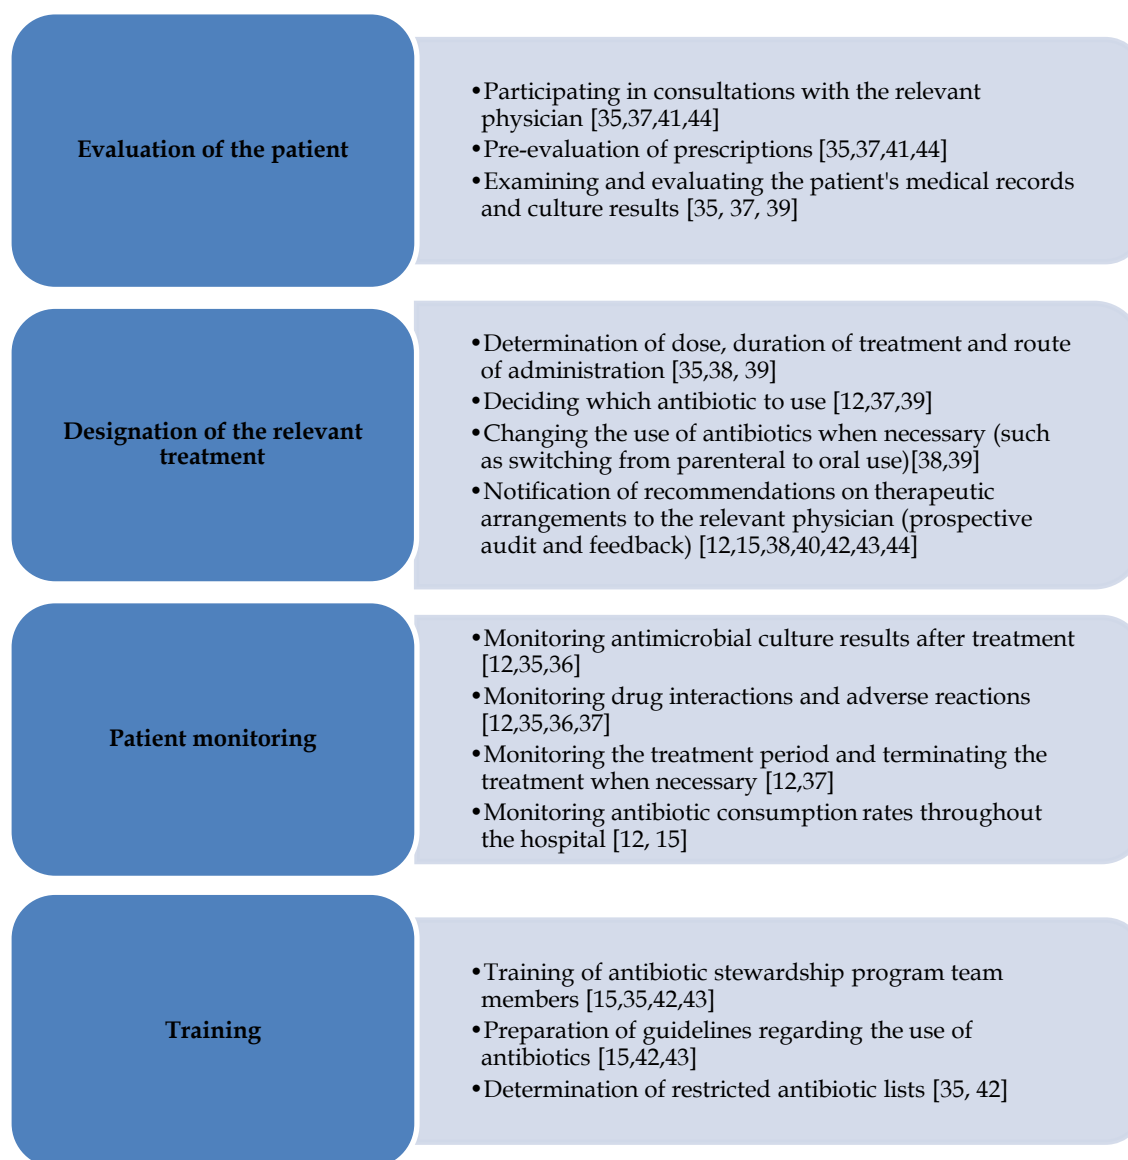 Evaluation of the patient
•Participating in consultations with the relevant
physician [35,37,41,44]
•Pre-evaluation of prescriptions [35,37,41,44]
•Examining and evaluating the patient's medical records
and culture results [35, 37, 39]
Designation of the relevant
treatment
•Determination of dose, duration of treatment and route
of administration [35,38, 39]
•Deciding which antibiotic to use [12,37,39]
•Changing the use of antibiotics when necessary (such
as switching from parenteral to oral use)[38,39]
•Notification of recommendations on therapeutic
arrangements to the relevant physician (prospective
audit and feedback) [12,15,38,40,42,43,44]
Patient monitoring
•Monitoring antimicrobial culture results after treatment
[12,35,36]
•Monitoring drug interactions and adverse reactions
[12,35,36,37]
•Monitoring the treatment period and terminating the
treatment when necessary [12,37]
•Monitoring antibiotic consumption rates throughout
the hospital [12, 15]
Training
•Training of antibiotic stewardship program team
members [15,35,42,43]
•Preparation of guidelines regarding the use of
antibiotics [15,42,43]
•Determination of restricted antibiotic lists [35, 42]